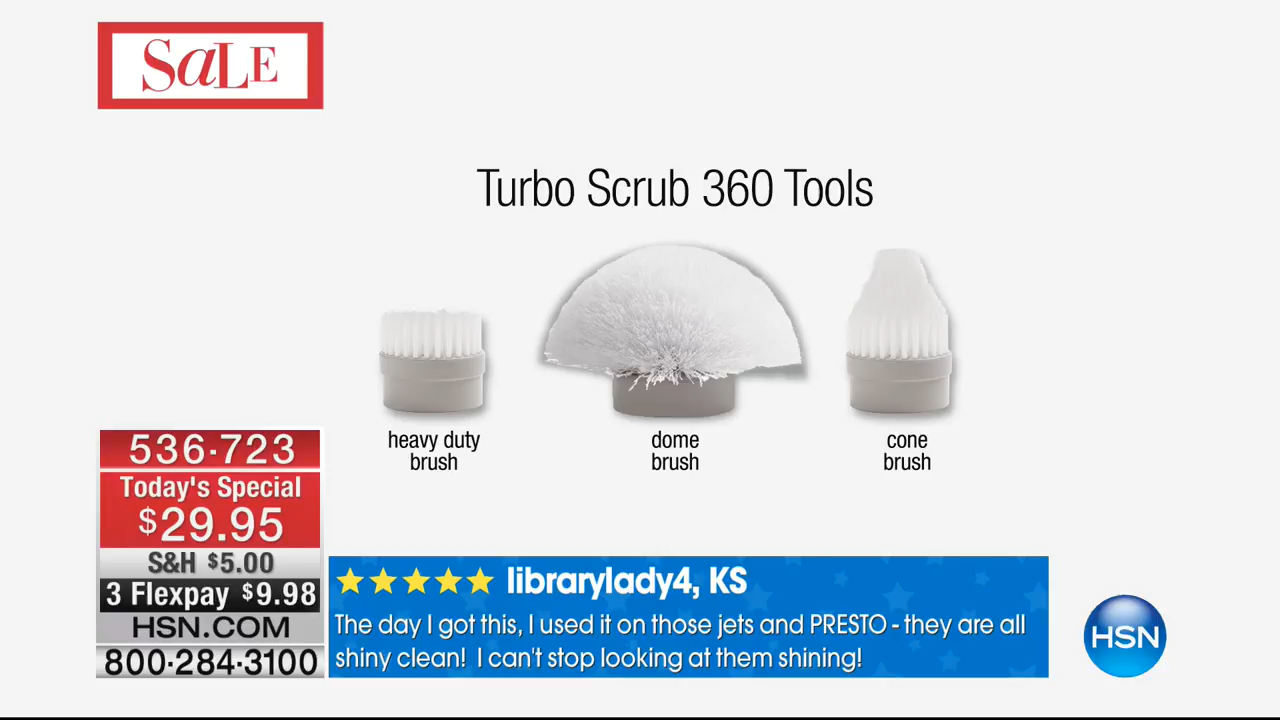 SaLE
Turbo Scrub 360 Tools
heavy duty
brush
dome
brush
cone
brush
536·723
Today's Special
$29.95
S&H $5.00
3 Flexpay $9.98
HSN.COM
800·284·3100
librarylady4, KS
The day I got this, I used it on those jets and PRESTO - they are all
shiny clean! I can't stop looking at them shining!
HSN